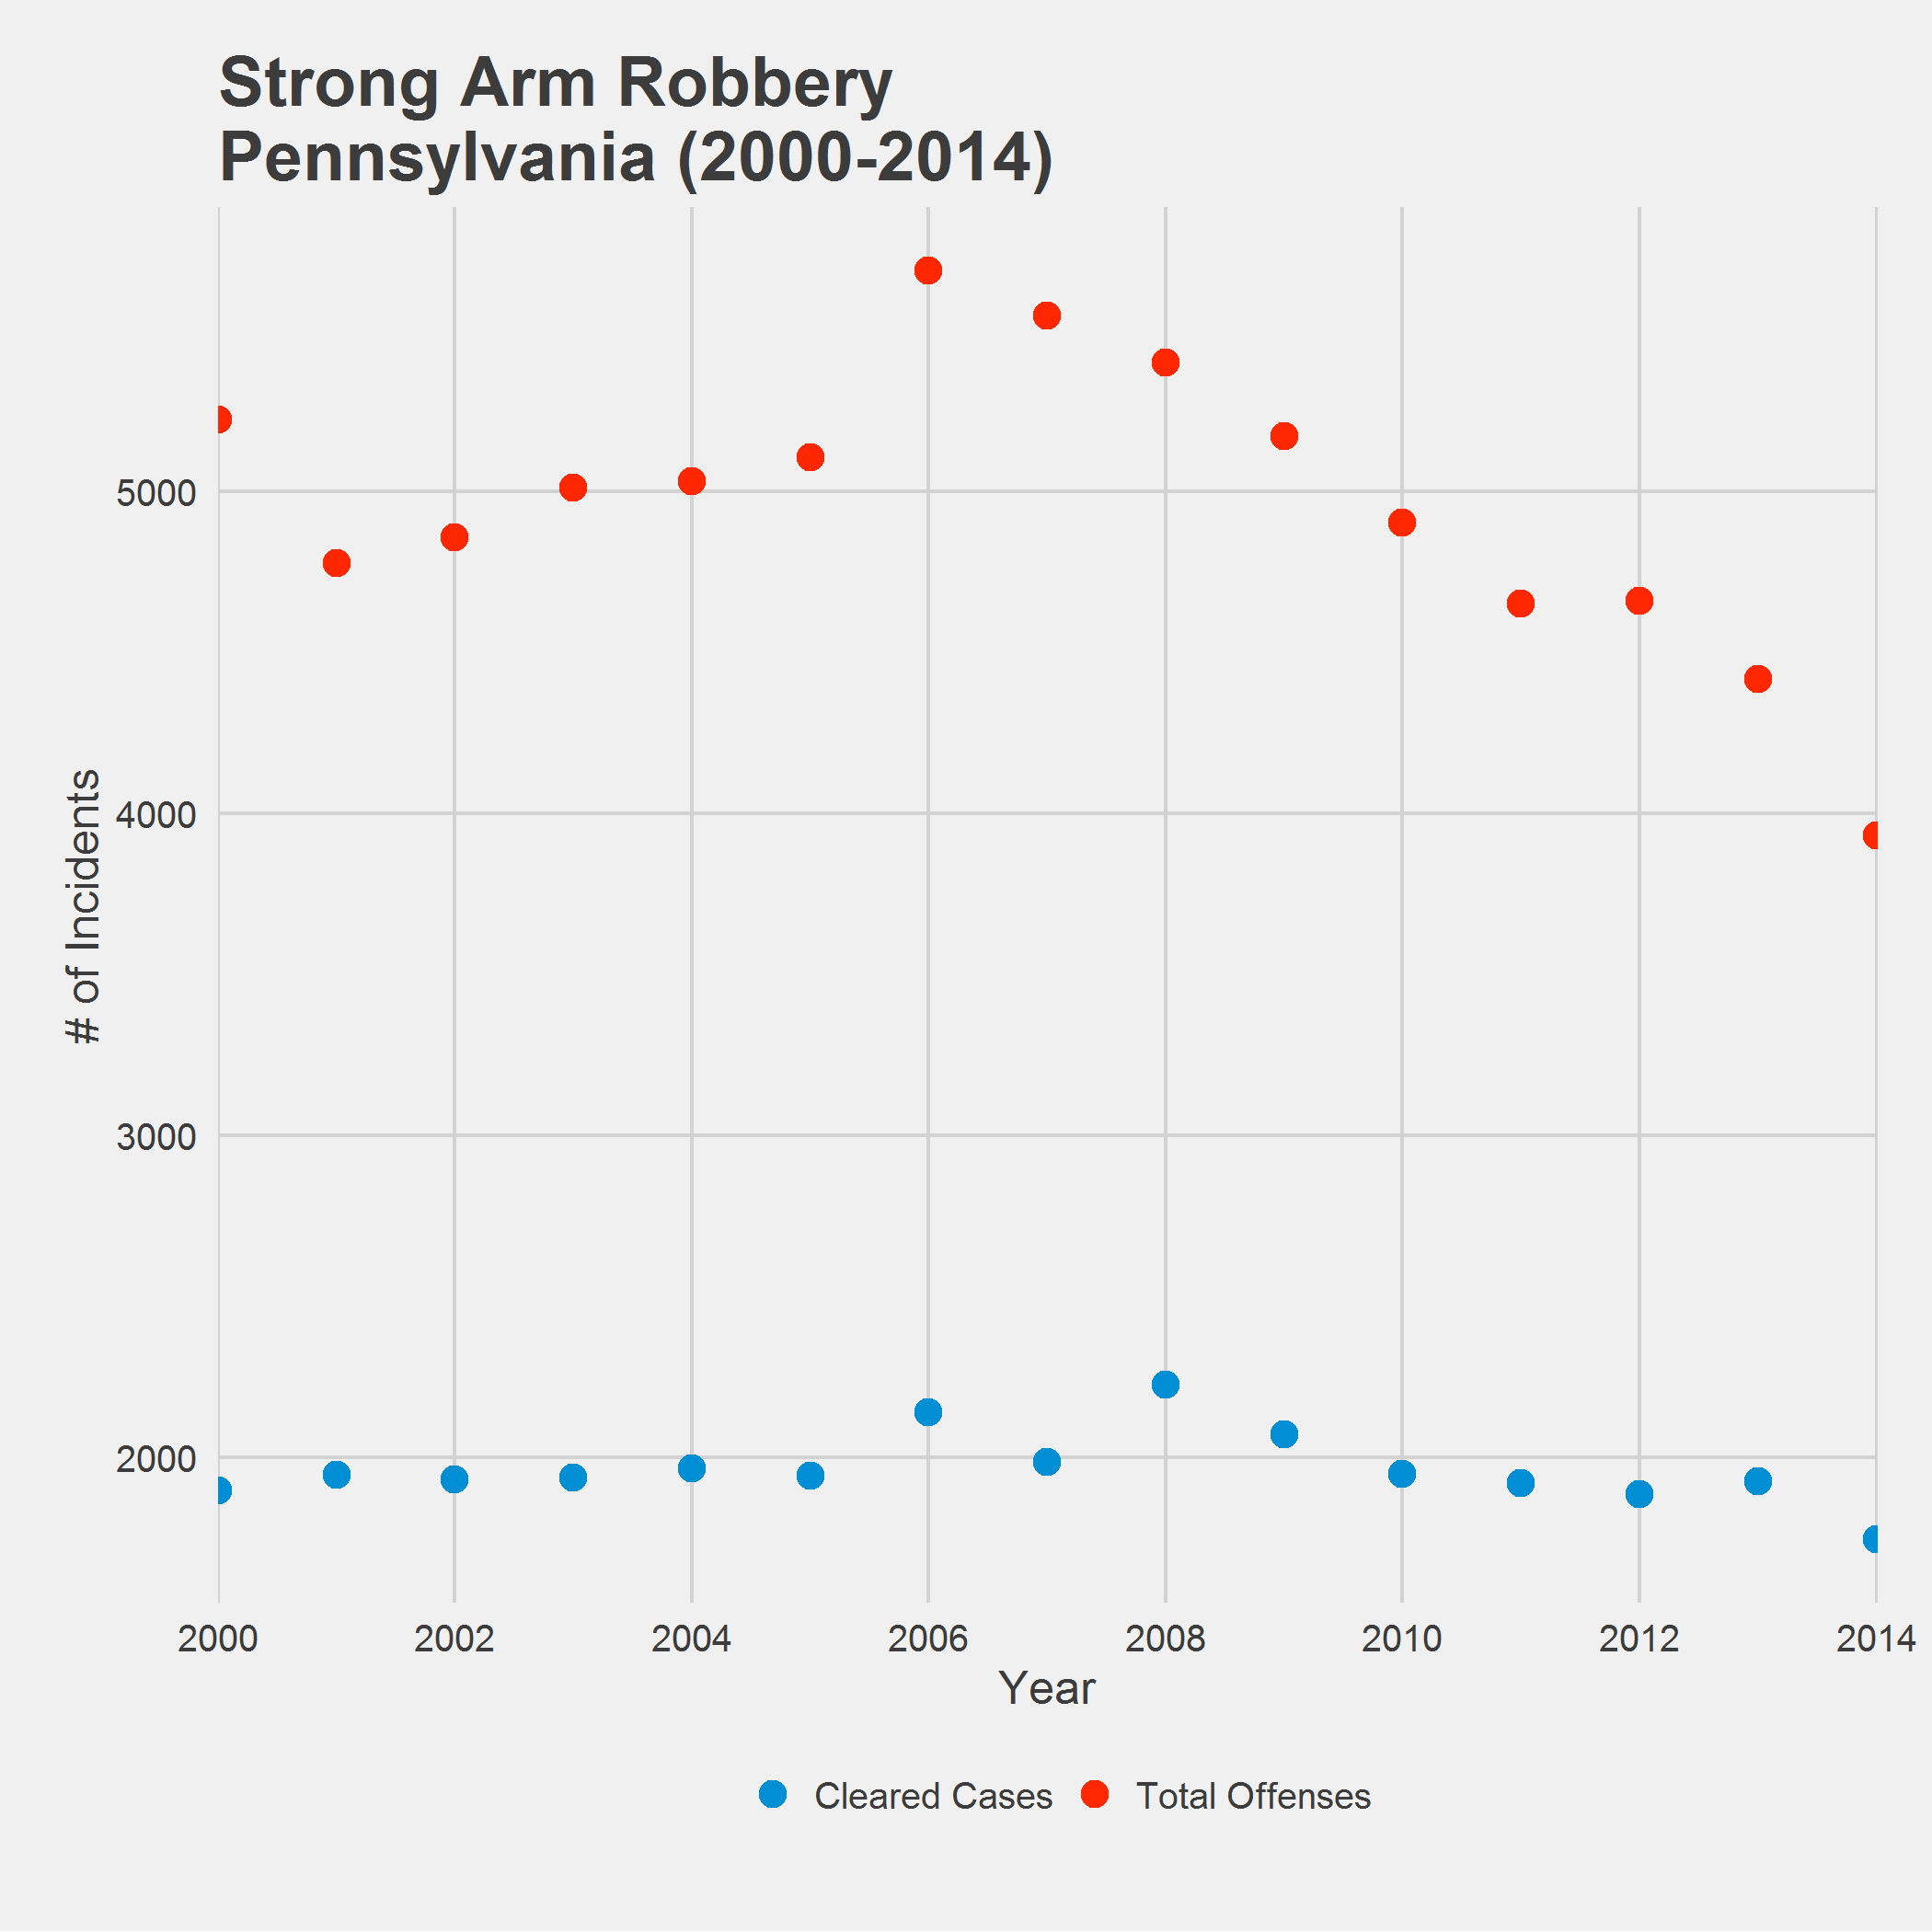 Strong Arm Robbery
Pennsylvania (2000-2014)
# of Incidents
5000
4000
3000
2000
2000 2002 2004 2006 2008 2010 2012 2014
Year
Cleared Cases Total Offenses